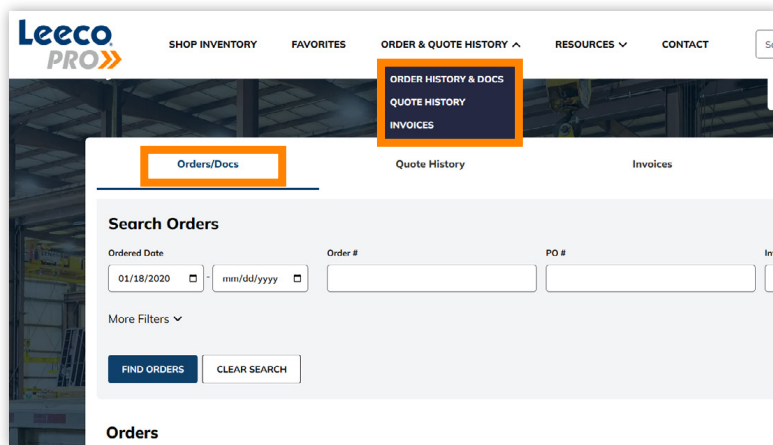 Leeco
PRO
SHOP INVENTORY FAVORITES ORDER & QUOTE HISTORY RESOURCES CONTACT
ORDER HISTORY & DOCS
QUOTE HISTORY
INVOICES
Orders/Docs Quote History Invoices
Search Orders
Ordered Date Order # PO #
01/18/2020 - mm/dd/yyyy
More Filters
FIND ORDERS CLEAR SEARCH
Orders